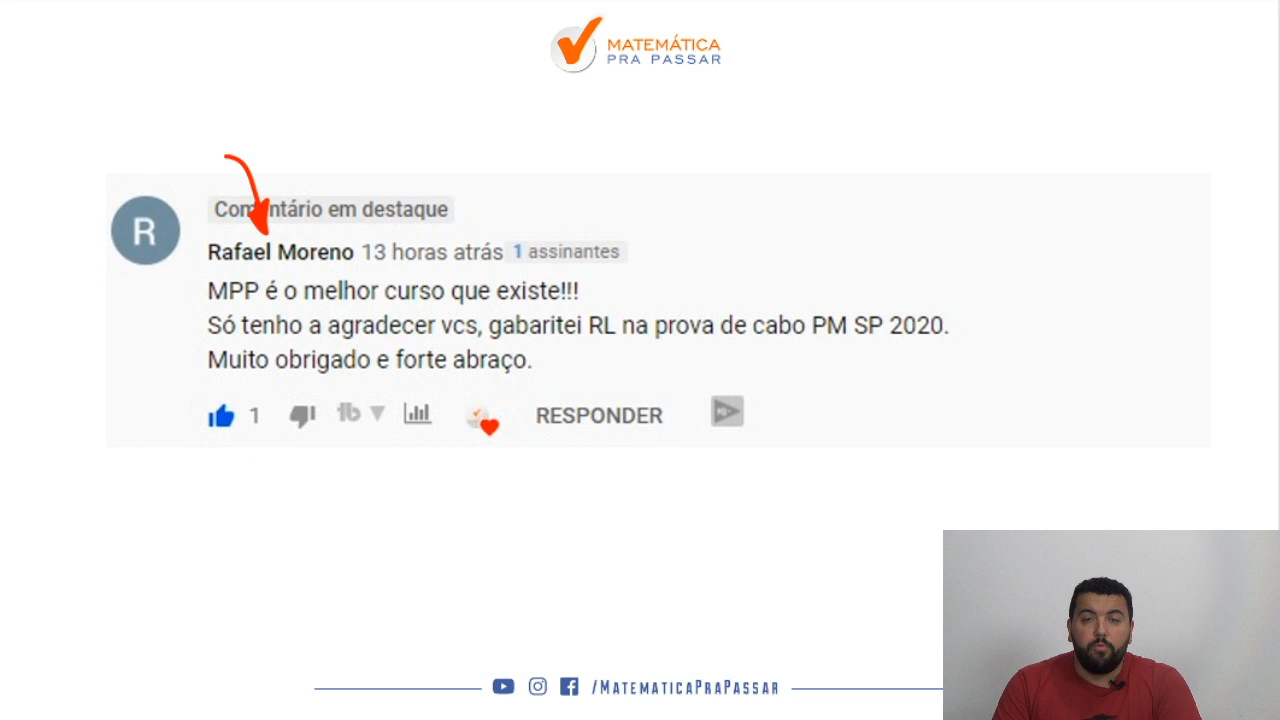 MATEMÁTICA
PRA PASSAR
R
Comentário em destaque
Rafael Moreno 13 horas atrás 1 assinantes
MPP é o melhor curso que existe!!!
Só tenho a agradecer vcs, gabaritei RL na prova de cabo PM SP 2020.
Muito obrigado e forte abraço.
1
RESPONDER
/MATEMATICAPRAPASSAR